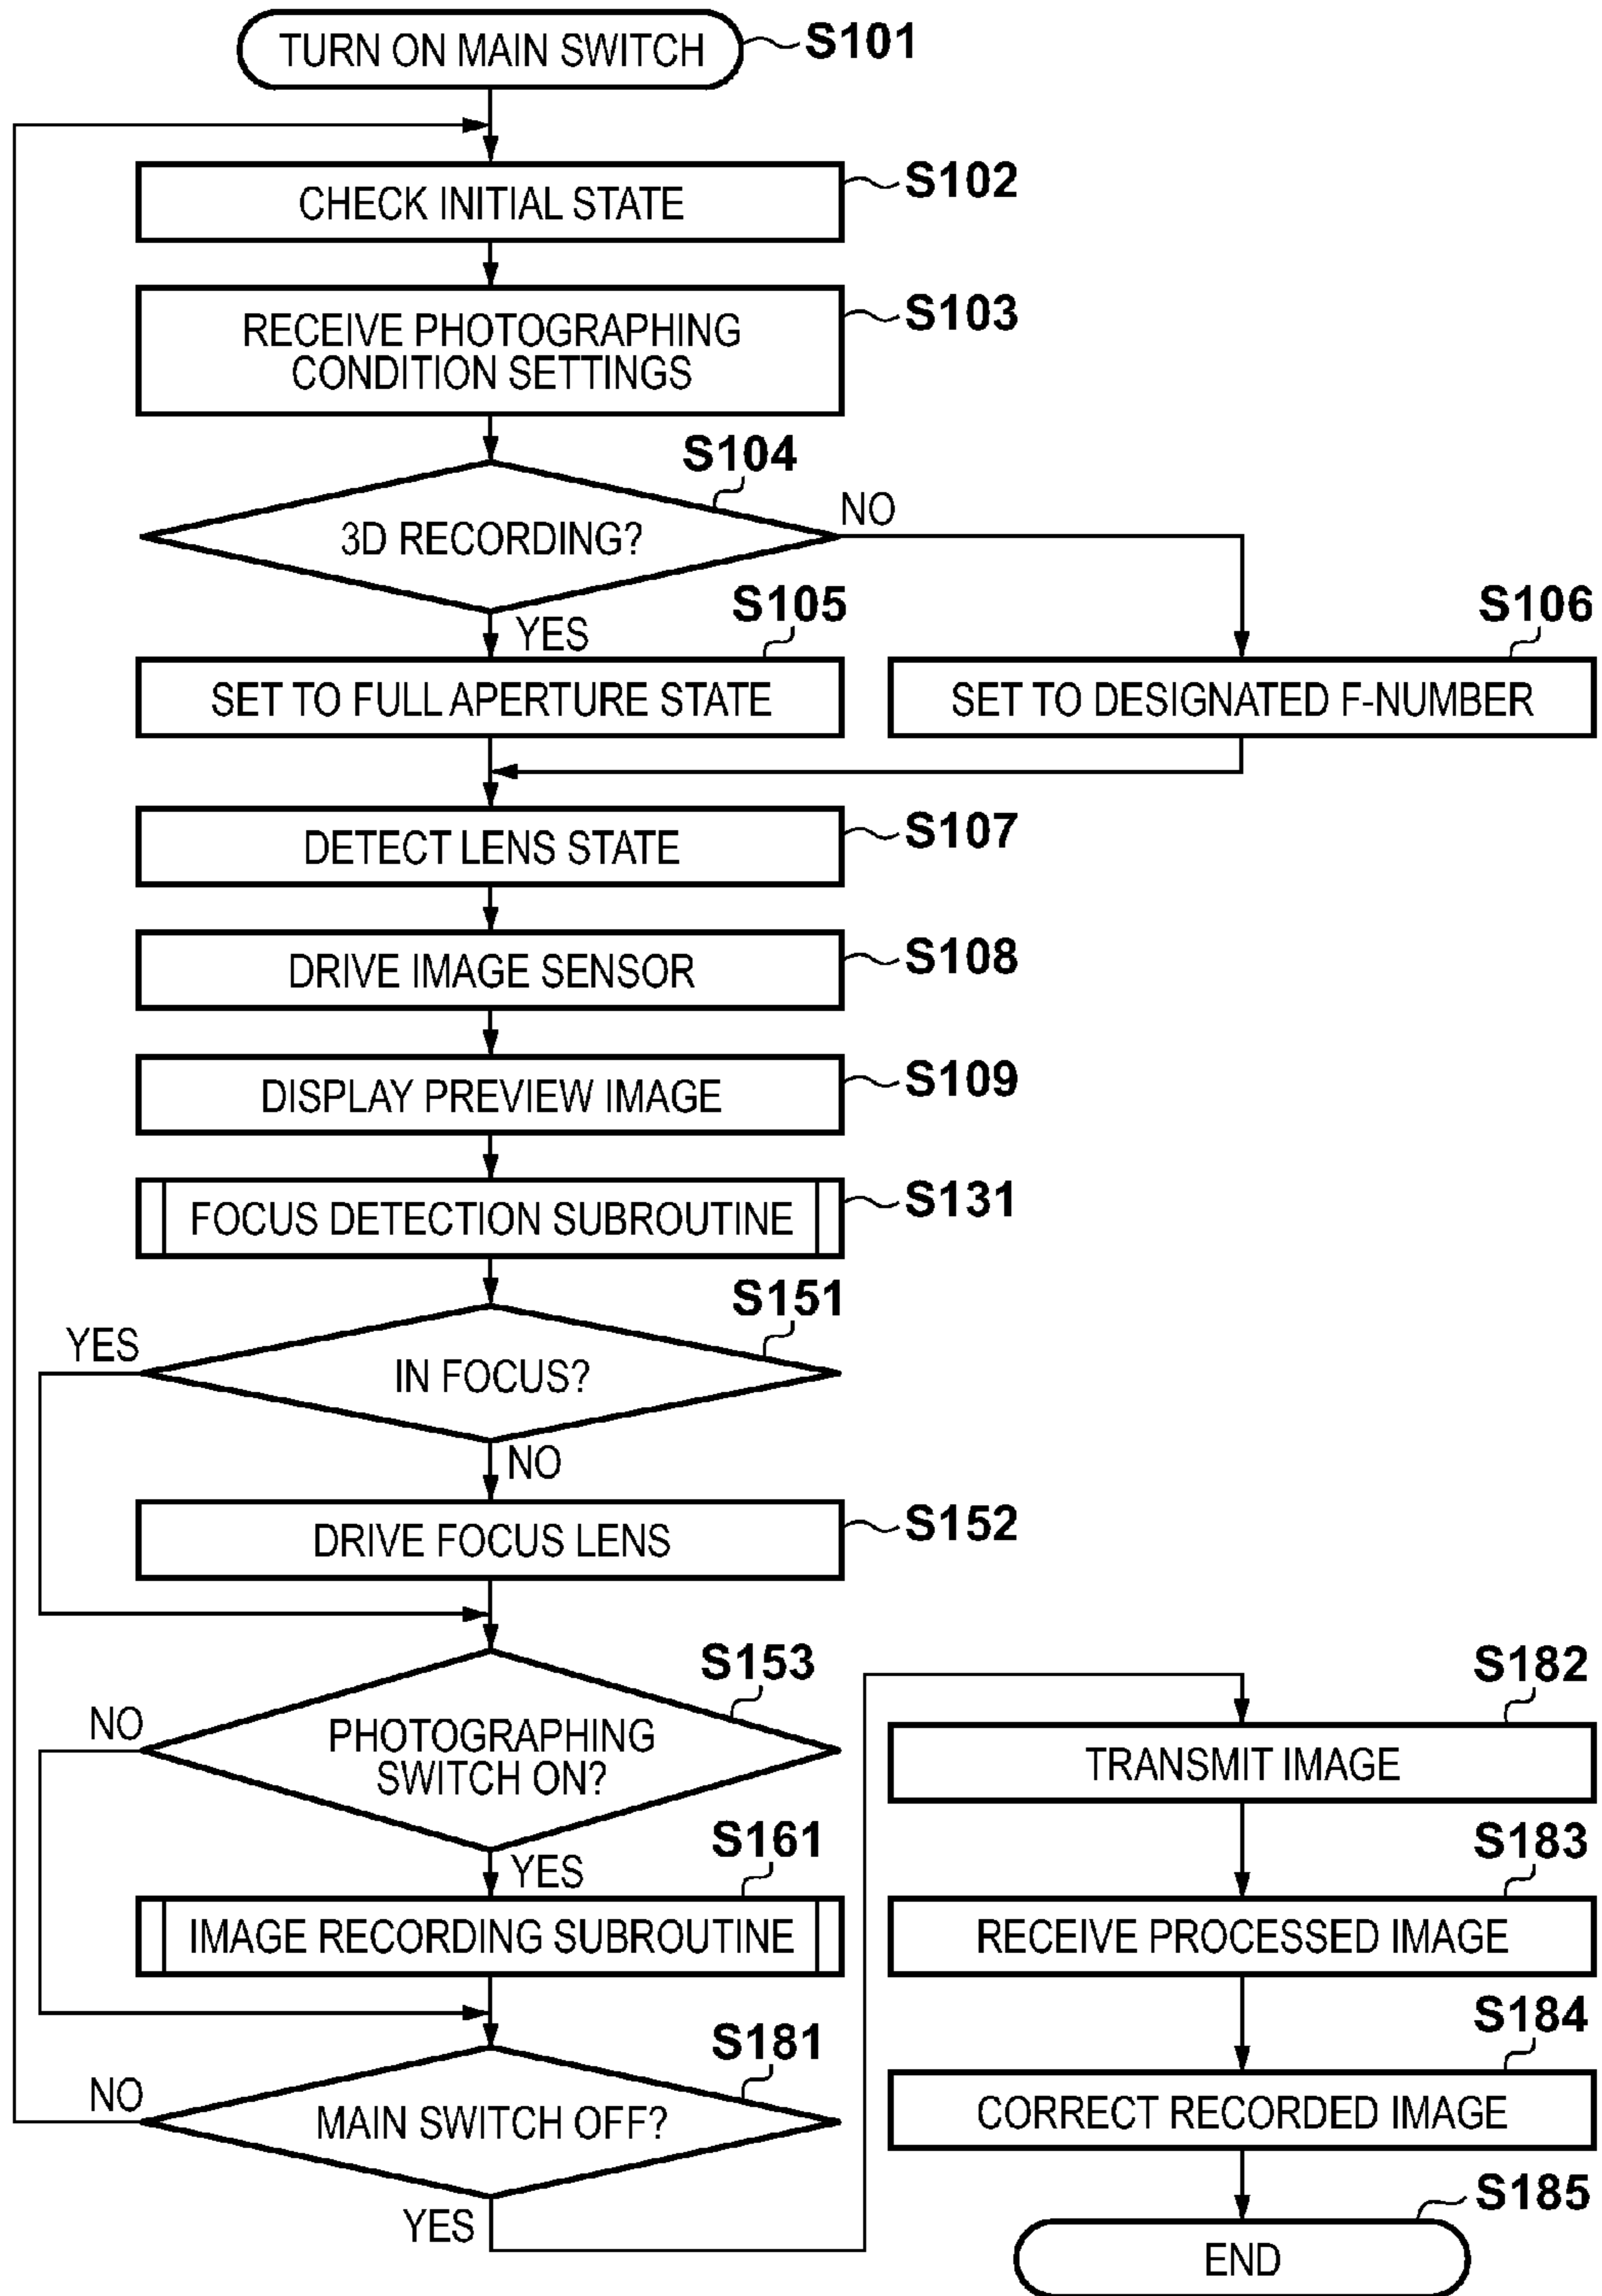 TURN ON MAIN SWITCH
S101
CHECK INITIAL STATE
S102
RECEIVE PHOTOGRAPHING
CONDITION SETTINGS
S103
S104
3D RECORDING?
NO
YES
S105
SET TO FULL APERTURE STATE
S106
SET TO DESIGNATED F-NUMBER
DETECT LENS STATE
S107
DRIVE IMAGE SENSOR
S108
DISPLAY PREVIEW IMAGE
S109
FOCUS DETECTION SUBROUTINE
S131
S151
YES
IN FOCUS?
NO
DRIVE FOCUS LENS
S152
S153
NO
PHOTOGRAPHING
SWITCH ON?
YES
S161
IMAGE RECORDING SUBROUTINE
S181
NO
MAIN SWITCH OFF?
YES
S182
TRANSMIT IMAGE
S183
RECEIVE PROCESSED IMAGE
S184
CORRECT RECORDED IMAGE
S185
END